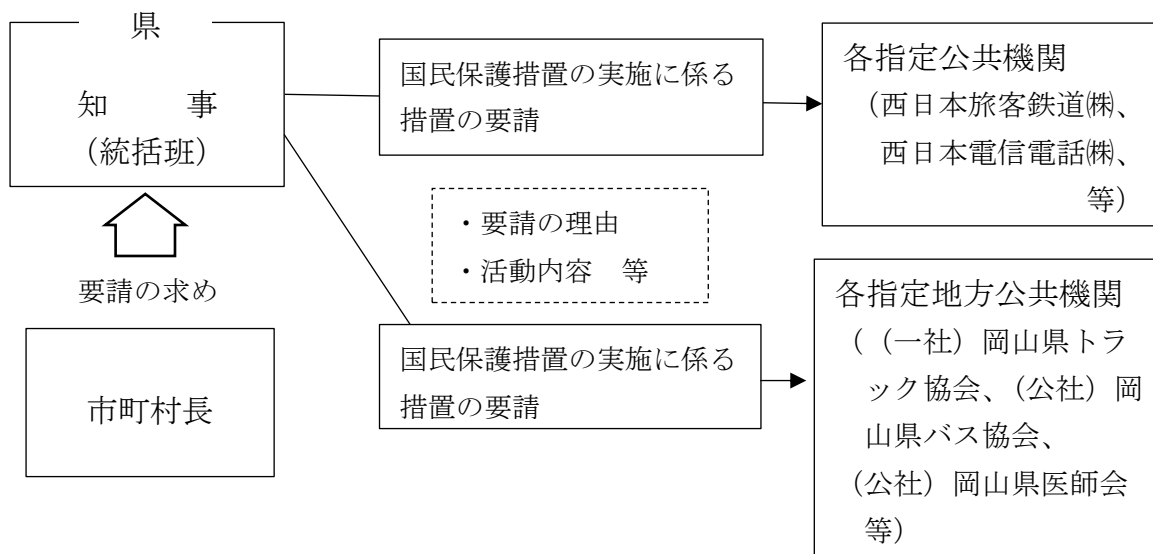 県
知　　事
（統括班）
要請の求め
市町村長
国民保護措置の実施に係る
措置の要請
・要請の理由
・活動内容　等
国民保護措置の実施に係る
措置の要請
各指定公共機関
（西日本旅客鉄道㈱、
西日本電信電話㈱、
等）
各指定地方公共機関
（（一社）岡山県トラ
ック協会、（公社）岡
山県バス協会、
（公社）岡山県医師会
等）